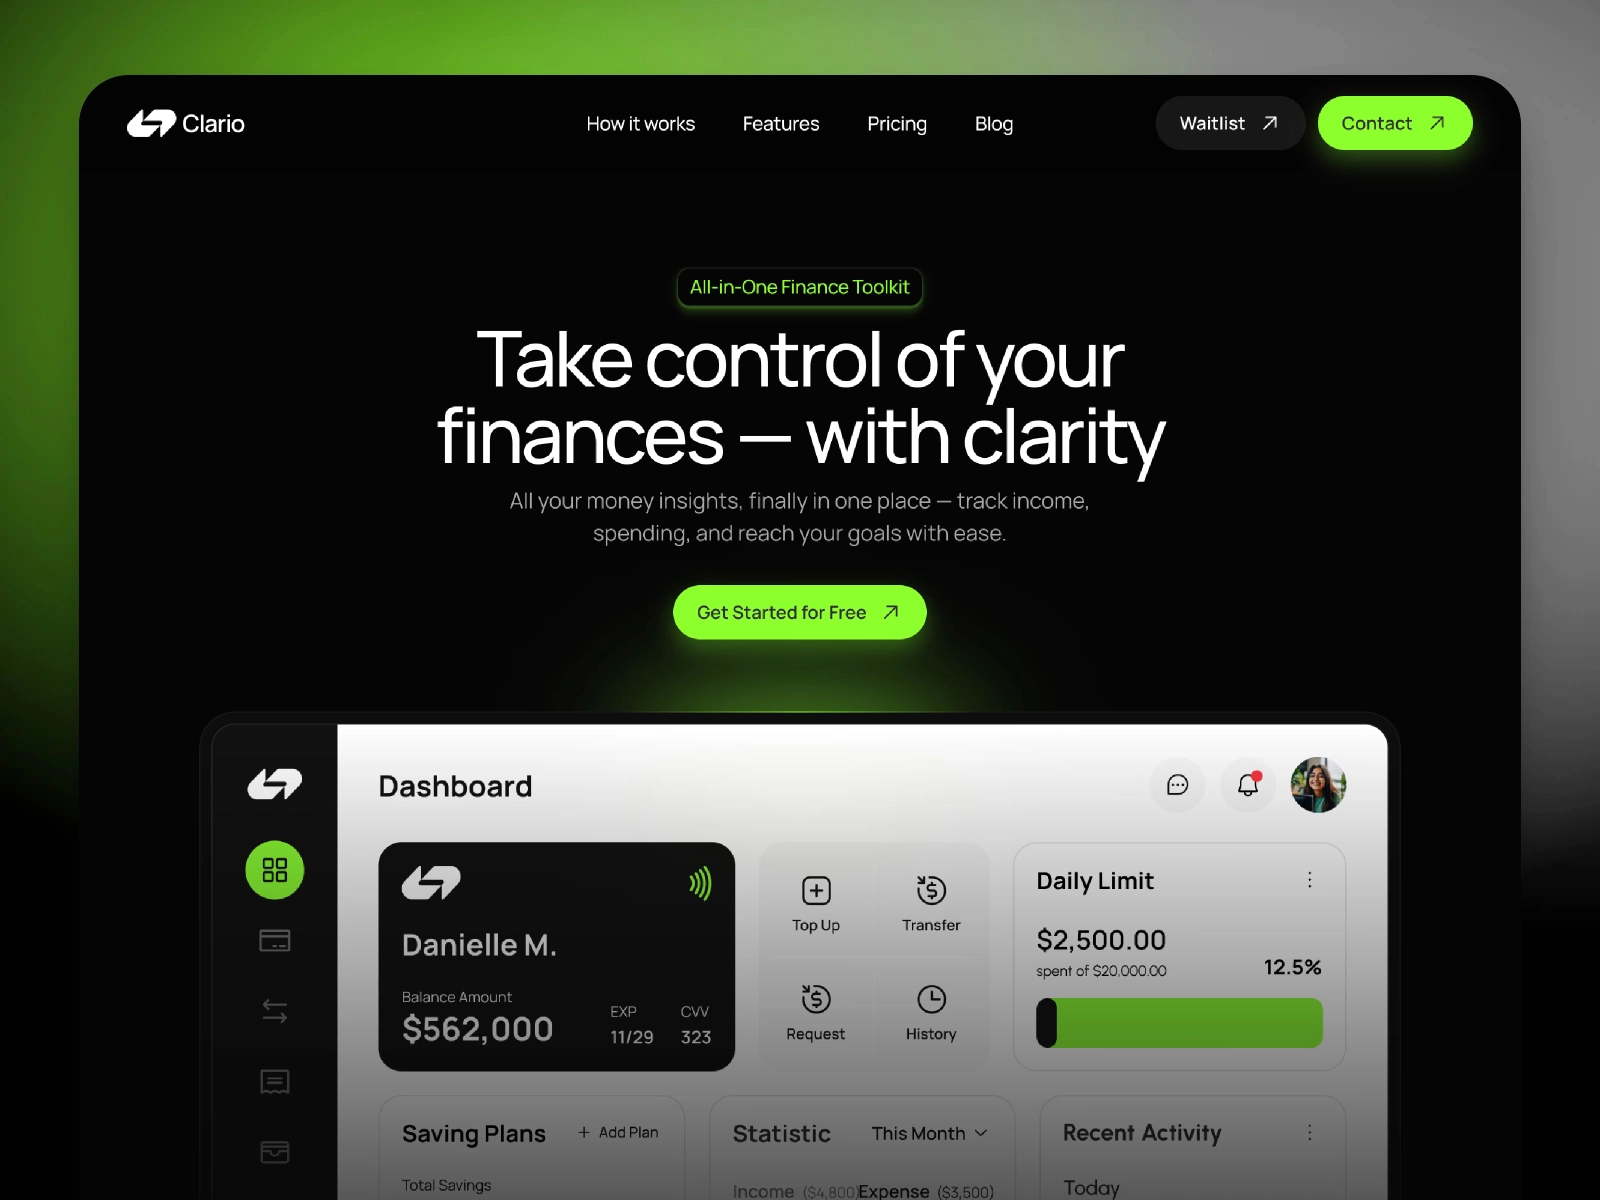 Clario
How it works
Features
Pricing
Blog
Waitlist
Contact
All-in-One Finance Toolkit
Take control of your
finances — with clarity
All your money insights, finally in one place — track income,
spending, and reach your goals with ease.
Get Started for Free
Dashboard
Danielle M.
Balance Amount
$562,000
EXP
11/29
CVV
323
Top Up
Transfer
Request
History
Daily Limit
$2,500.00
spent of $20,000.00
12.5%
Saving Plans
+ Add Plan
Total Savings
Statistic
This Month
Income ($4,800)
Expense ($3,500)
Recent Activity
Today